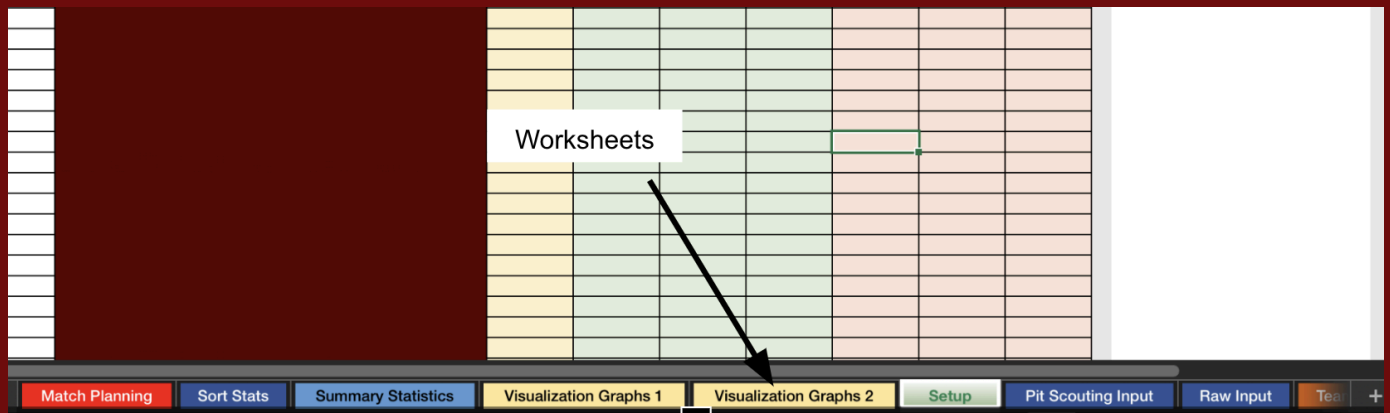 Worksheets
Match Planning
Sort Stats
Summary Statistics
Visualization Graphs 1
Visualization Graphs 2
Setup
Pit Scouting Input
Raw Input
Tea
+